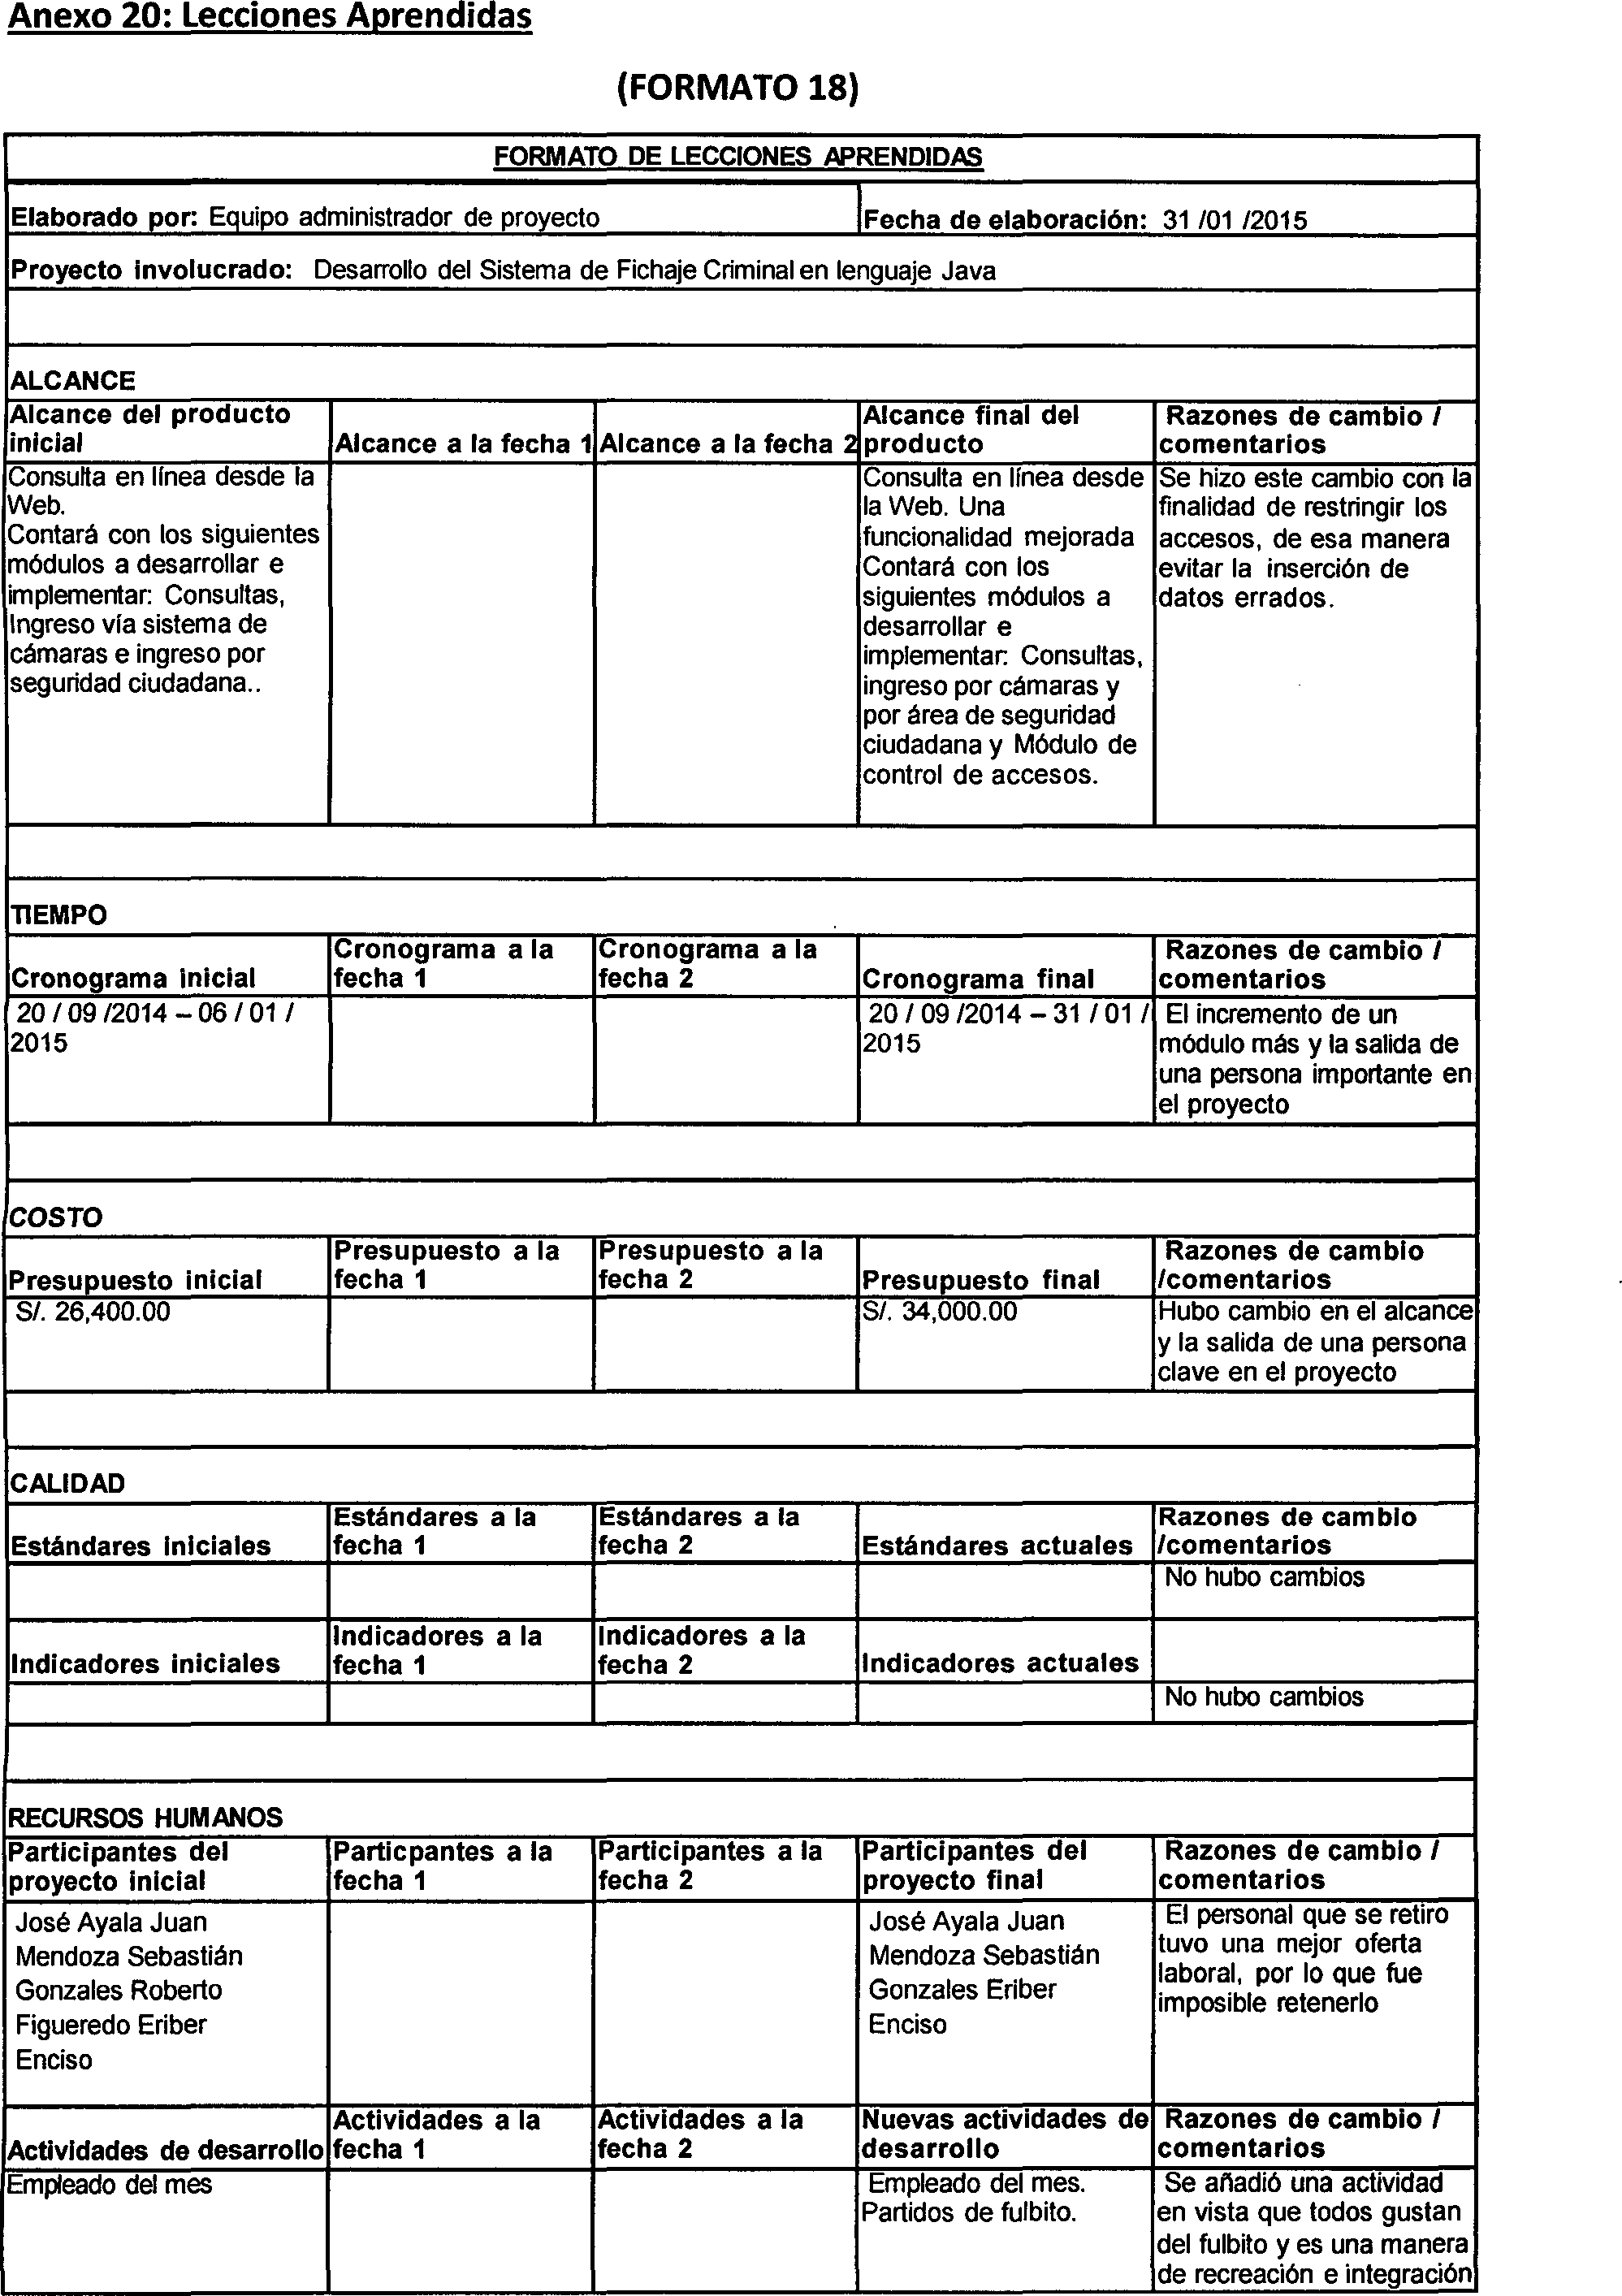 Anexo 20: Lecciones Aprendidas
(FORMATO 18)
FORMATO DE LECCIONES APRENDIDAS
Elaborado por: Equipo administrador de proyecto
Fecha de elaboración: 31 /01 /2015
Proyecto involucrado: Desarrollo del Sistema de Fichaje Criminal en lenguaje Java
ALCANCE
Alcance del producto
inicial
Alcance a la fecha 1
Alcance a la fecha 2
Alcance final del
producto
Razones de cambio /
comentarios
Consulta en línea desde la
Web.
Contará con los siguientes
módulos a desarrollar e
implementar: Consultas,
Ingreso vía sistema de
cámaras e ingreso por
seguridad ciudadana..
Consulta en línea desde
la Web. Una
funcionalidad mejorada
Contará con los
siguientes módulos a
desarrollar e
implementar: Consultas,
ingreso por cámaras y
por área de seguridad
ciudadana y Módulo de
control de accesos.
Se hizo este cambio con la
finalidad de restringir los
accesos, de esa manera
evitar la inserción de
datos errados.
TIEMPO
Cronograma inicial
Cronograma a la
fecha 1
Cronograma a la
fecha 2
Cronograma final
Razones de cambio /
comentarios
20 / 09 /2014 – 06 / 01 /
2015
20 / 09 /2014 – 31 / 01 /
2015
El incremento de un
módulo más y la salida de
una persona importante en
el proyecto
COSTO
Presupuesto inicial
Presupuesto a la
fecha 1
Presupuesto a la
fecha 2
Presupuesto final
Razones de cambio
/comentarios
S/. 26,400.00
S/. 34,000.00
Hubo cambio en el alcance
y la salida de una persona
clave en el proyecto
CALIDAD
Estándares iniciales
Estándares a la
fecha 1
Estándares a la
fecha 2
Estándares actuales
Razones de cambio
/comentarios
No hubo cambios
Indicadores iniciales
Indicadores a la
fecha 1
Indicadores a la
fecha 2
Indicadores actuales
No hubo cambios
RECURSOS HUMANOS
Participantes del
proyecto inicial
Particpantes a la
fecha 1
Participantes a la
fecha 2
Participantes del
proyecto final
Razones de cambio /
comentarios
José Ayala Juan
Mendoza Sebastián
Gonzales Roberto
Figueredo Eriber
Enciso
José Ayala Juan
Mendoza Sebastián
Gonzales Eriber
Enciso
El personal que se retiro
tuvo una mejor oferta
laboral, por lo que fue
imposible retenerlo
Actividades de desarrollo
Actividades a la
fecha 1
Actividades a la
fecha 2
Nuevas actividades de
desarrollo
Razones de cambio /
comentarios
Empleado del mes
Empleado del mes.
Partidos de fulbito.
Se añadió una actividad
en vista que todos gustan
del fulbito y es una manera
de recreación e integración